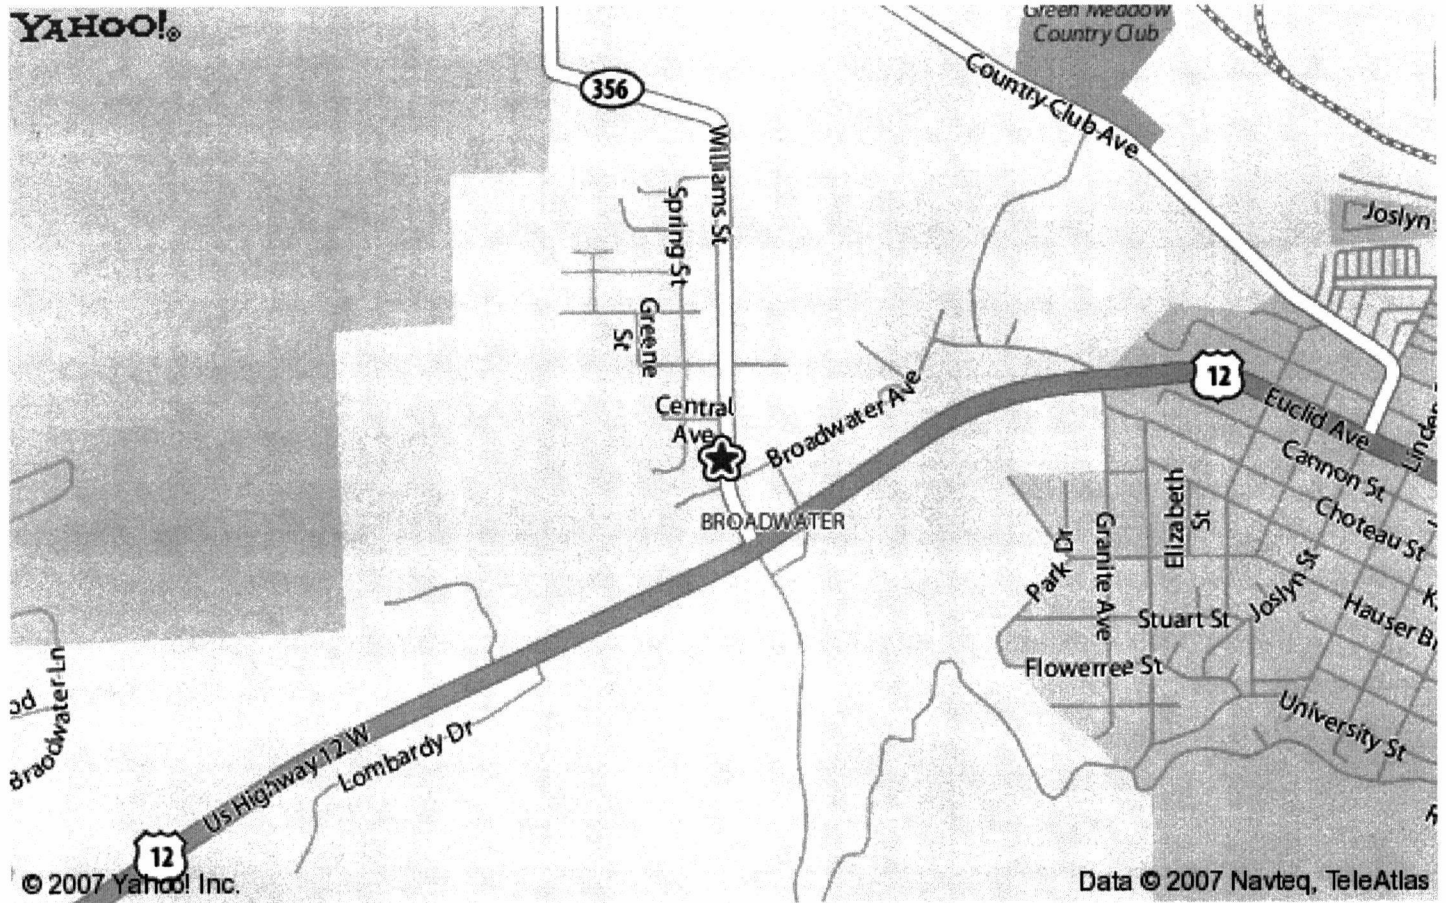 YAHOO!®
Green Meadow
Country Club
356
Country Club Ave
Williams St
Spring St
Joslyn
Greene
St
12
Broadwater Ave
Euclid Ave
Central
Ave
Linden
Cannon St
Elizabeth
St
Choteau St
BROADWATER
Park Dr
Granite Ave
Joslyn St
Stuart St
Hauser Bl
Flowerree St
Braodwater Ln
od
University St
Us Highway 12 W
Lombardy Dr
12
© 2007 Yahoo! Inc.
Data © 2007 Navteq, TeleAtlas